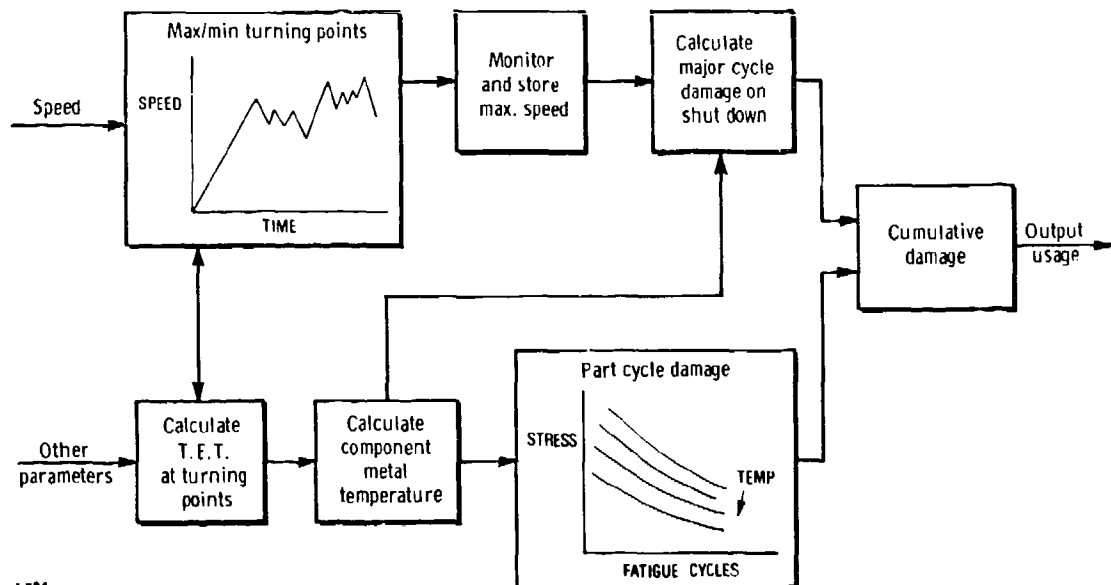 Max/min turning points
SPEED
TIME
Speed
Monitor
and store
max. speed
Calculate
major cycle
damage on
shut down
Cumulative
damage
Output
usage
Other
parameters
Calculate
T.E.T.
at turning
points
Calculate
component
metal
temperature
Part cycle damage
STRESS
TEMP
FATIGUE CYCLES